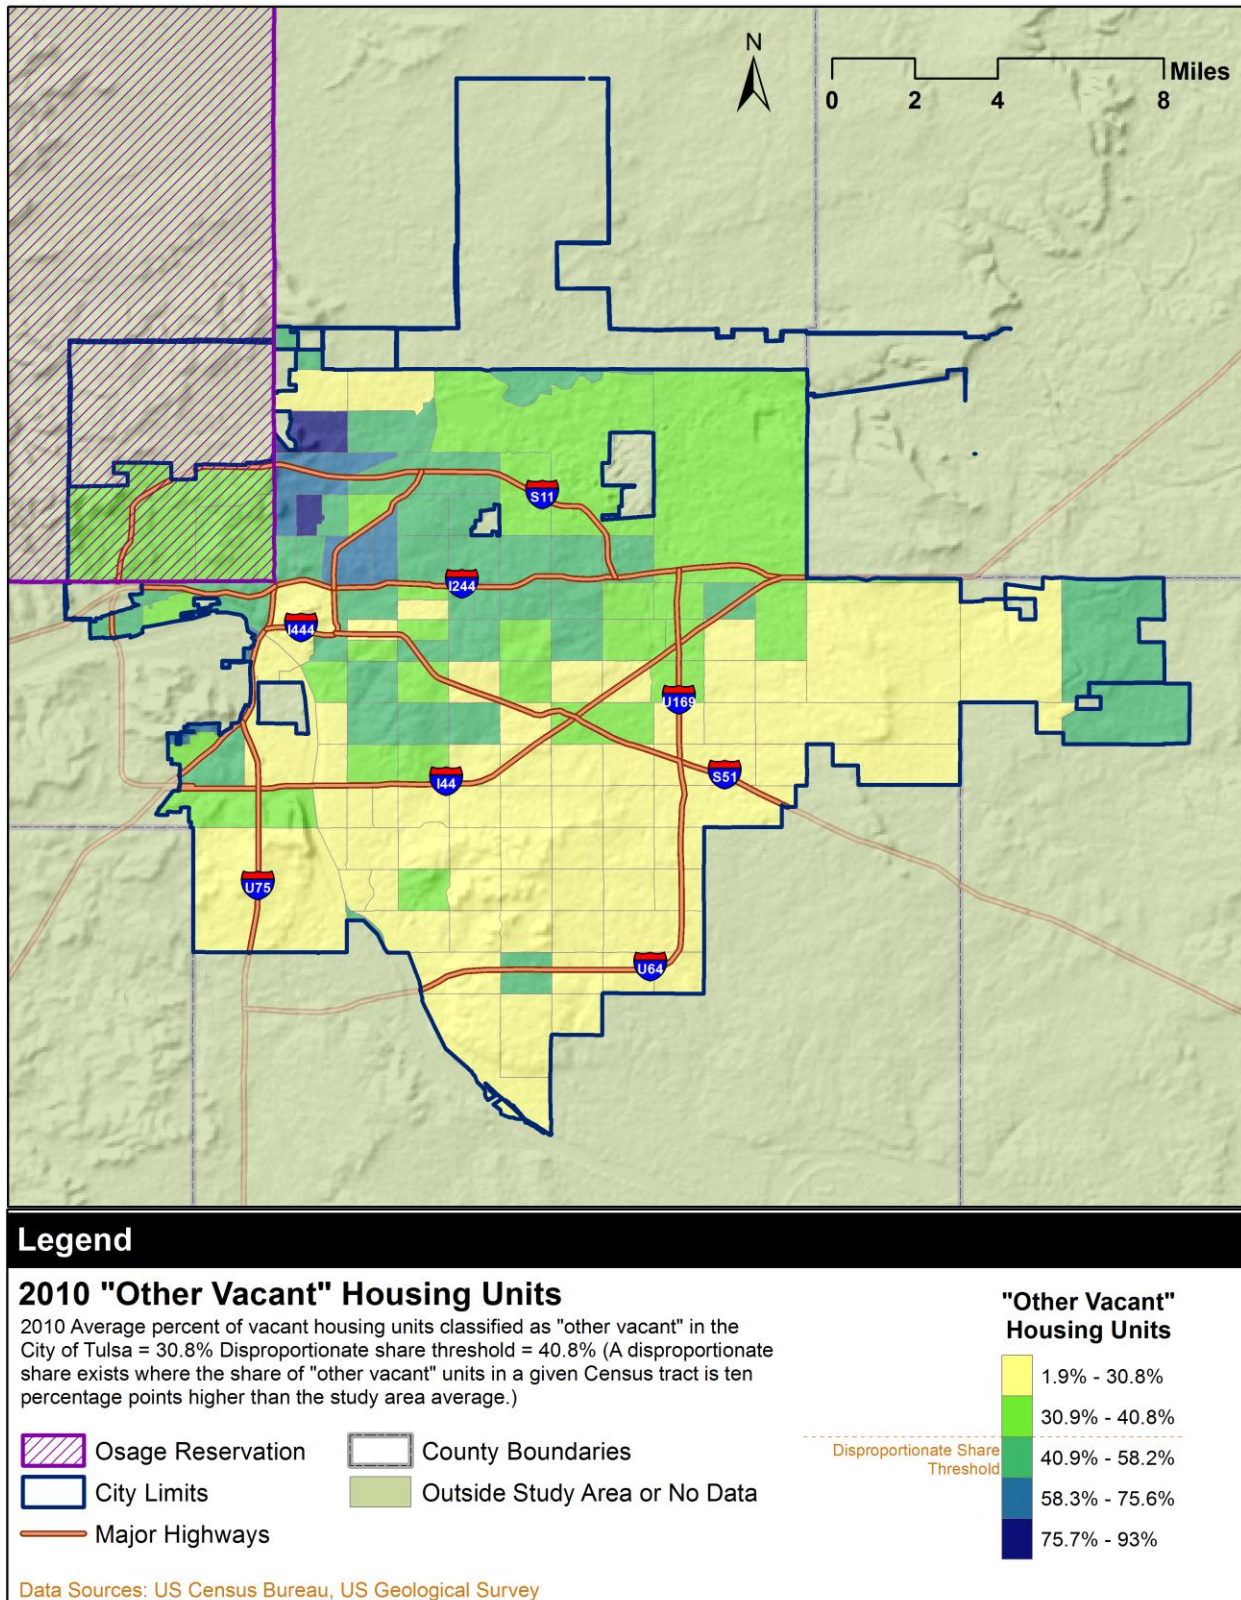 N
Miles
0 2 4 8
S11
I244
I444
U169
S51
I44
U75
U64
Legend
2010 "Other Vacant" Housing Units
2010 Average percent of vacant housing units classified as "other vacant" in the
City of Tulsa = 30.8% Disproportionate share threshold = 40.8% (A disproportionate
share exists where the share of "other vacant" units in a given Census tract is ten
percentage points higher than the study area average.)
Osage Reservation
County Boundaries
City Limits
Outside Study Area or No Data
Major Highways
Data Sources: US Census Bureau, US Geological Survey
"Other Vacant"
Housing Units
1.9% - 30.8%
30.9% - 40.8%
Disproportionate Share
Threshold
40.9% - 58.2%
58.3% - 75.6%
75.7% - 93%